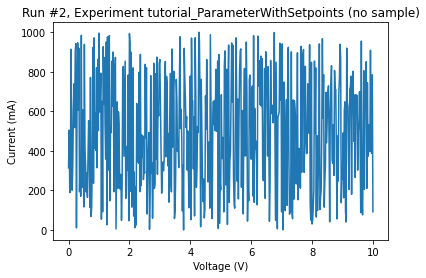 Run #2, Experiment tutorial_ParameterWithSetpoints (no sample)
Current (mA)
1000
800
600
400
200
0
0 2 4 6 8 10
Voltage (V)